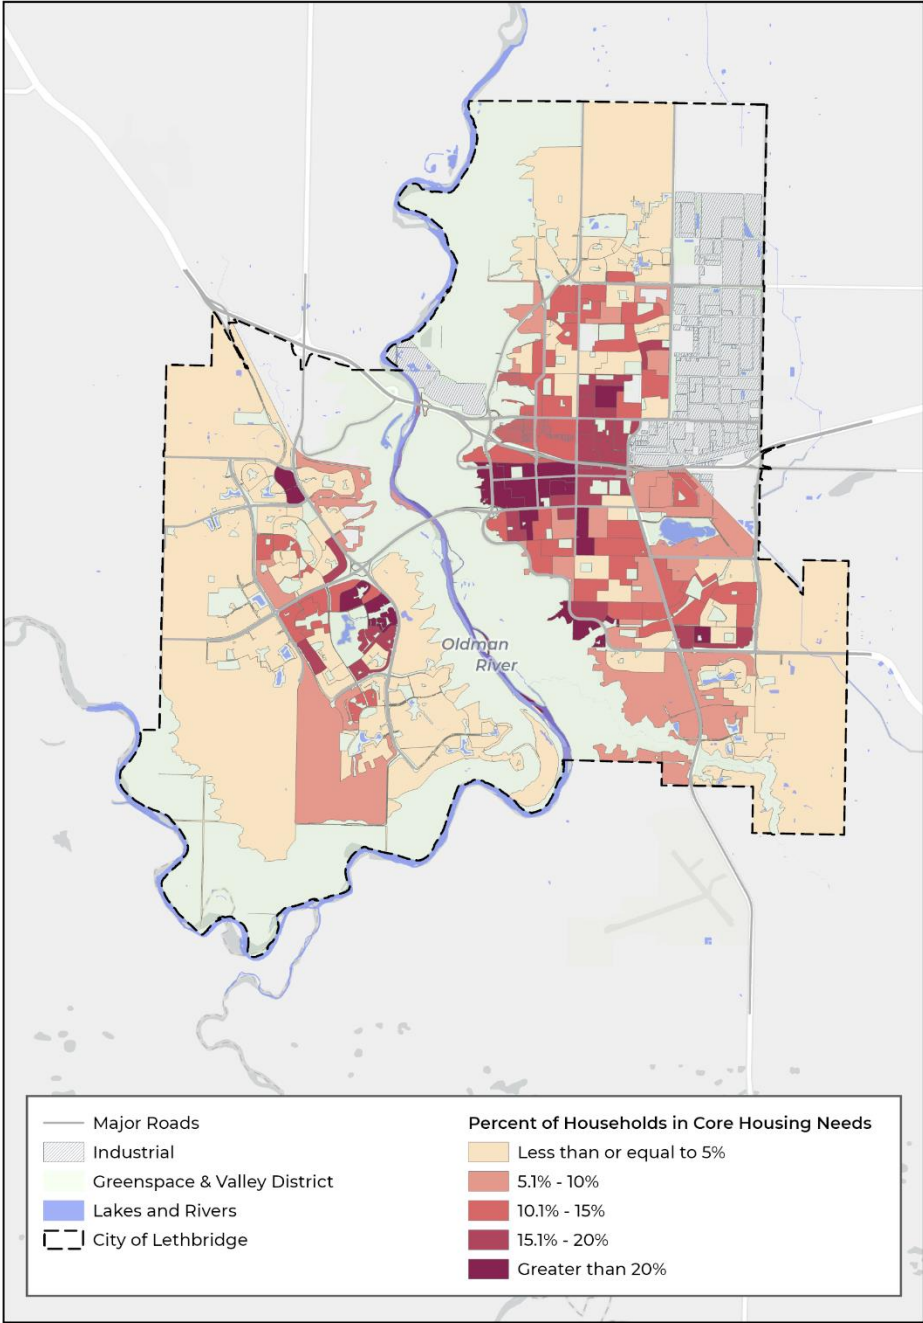 Oldman
River
Major Roads
Industrial
Greenspace & Valley District
Lakes and Rivers
City of Lethbridge
Percent of Households in Core Housing Needs
Less than or equal to 5%
5.1% - 10%
10.1% - 15%
15.1% - 20%
Greater than 20%